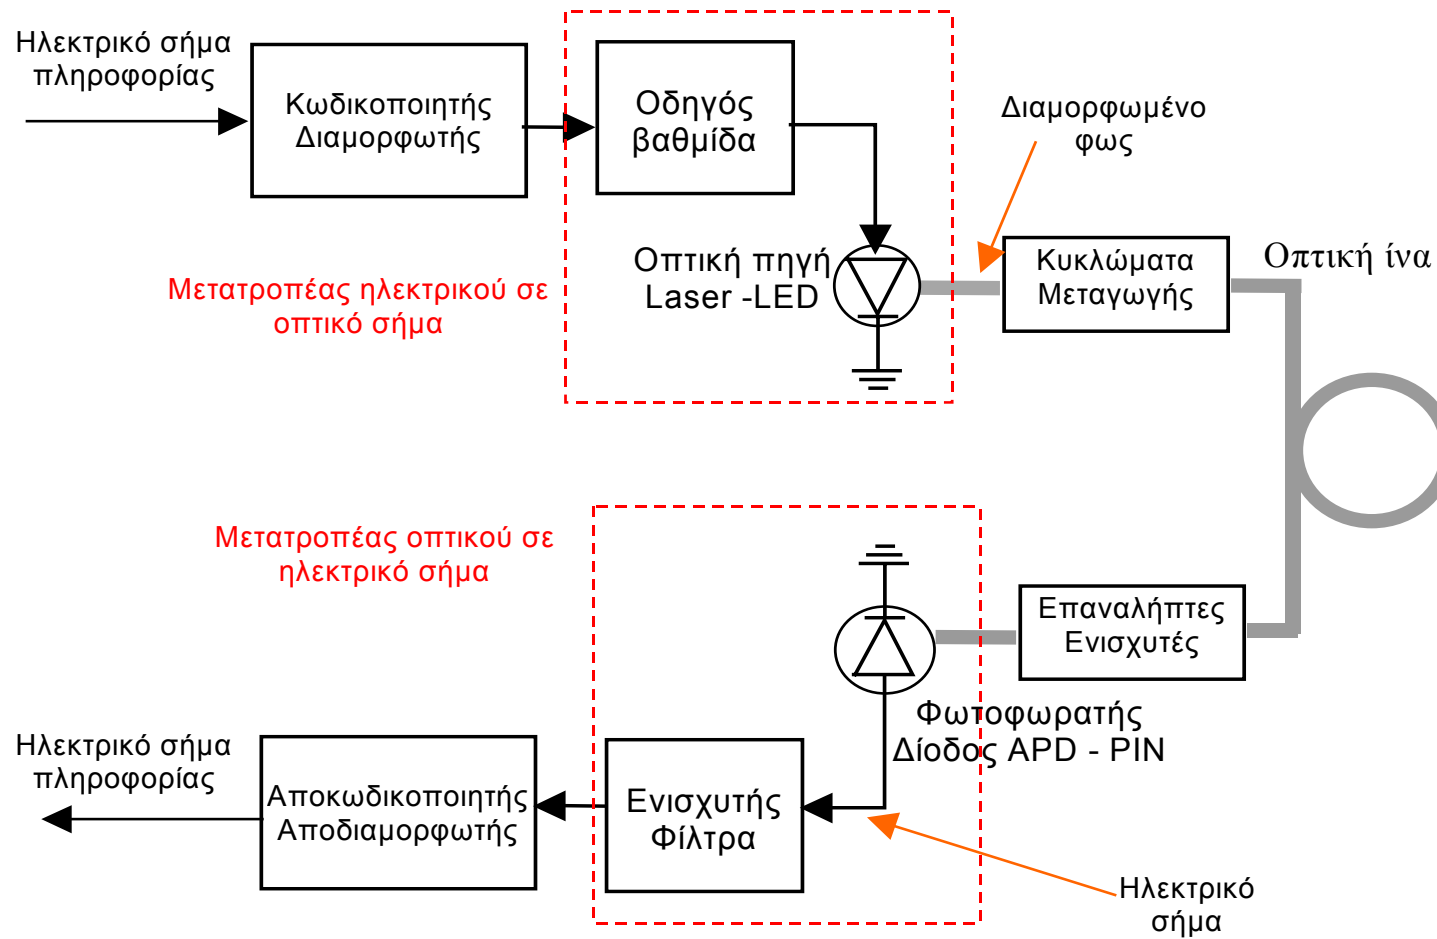 Ηλεκτρικό σήμα
πληροφορίας
Κωδικοποιητής
Διαμορφωτής
Οδηγός
βαθμίδα
Διαμορφωμένο
φως
Οπτική πηγή
Laser -LED
Κυκλώματα
Μεταγωγής
Οπτική ίνα
Μετατροπέας ηλεκτρικού σε
οπτικό σήμα
Μετατροπέας οπτικού σε
ηλεκτρικό σήμα
Επαναλήπτες
Ενισχυτές
Φωτοφωρατής
Δίοδος APD - PIN
Ηλεκτρικό σήμα
πληροφορίας
Αποκωδικοποιητής
Αποδιαμορφωτής
Ενισχυτής
Φίλτρα
Ηλεκτρικό
σήμα